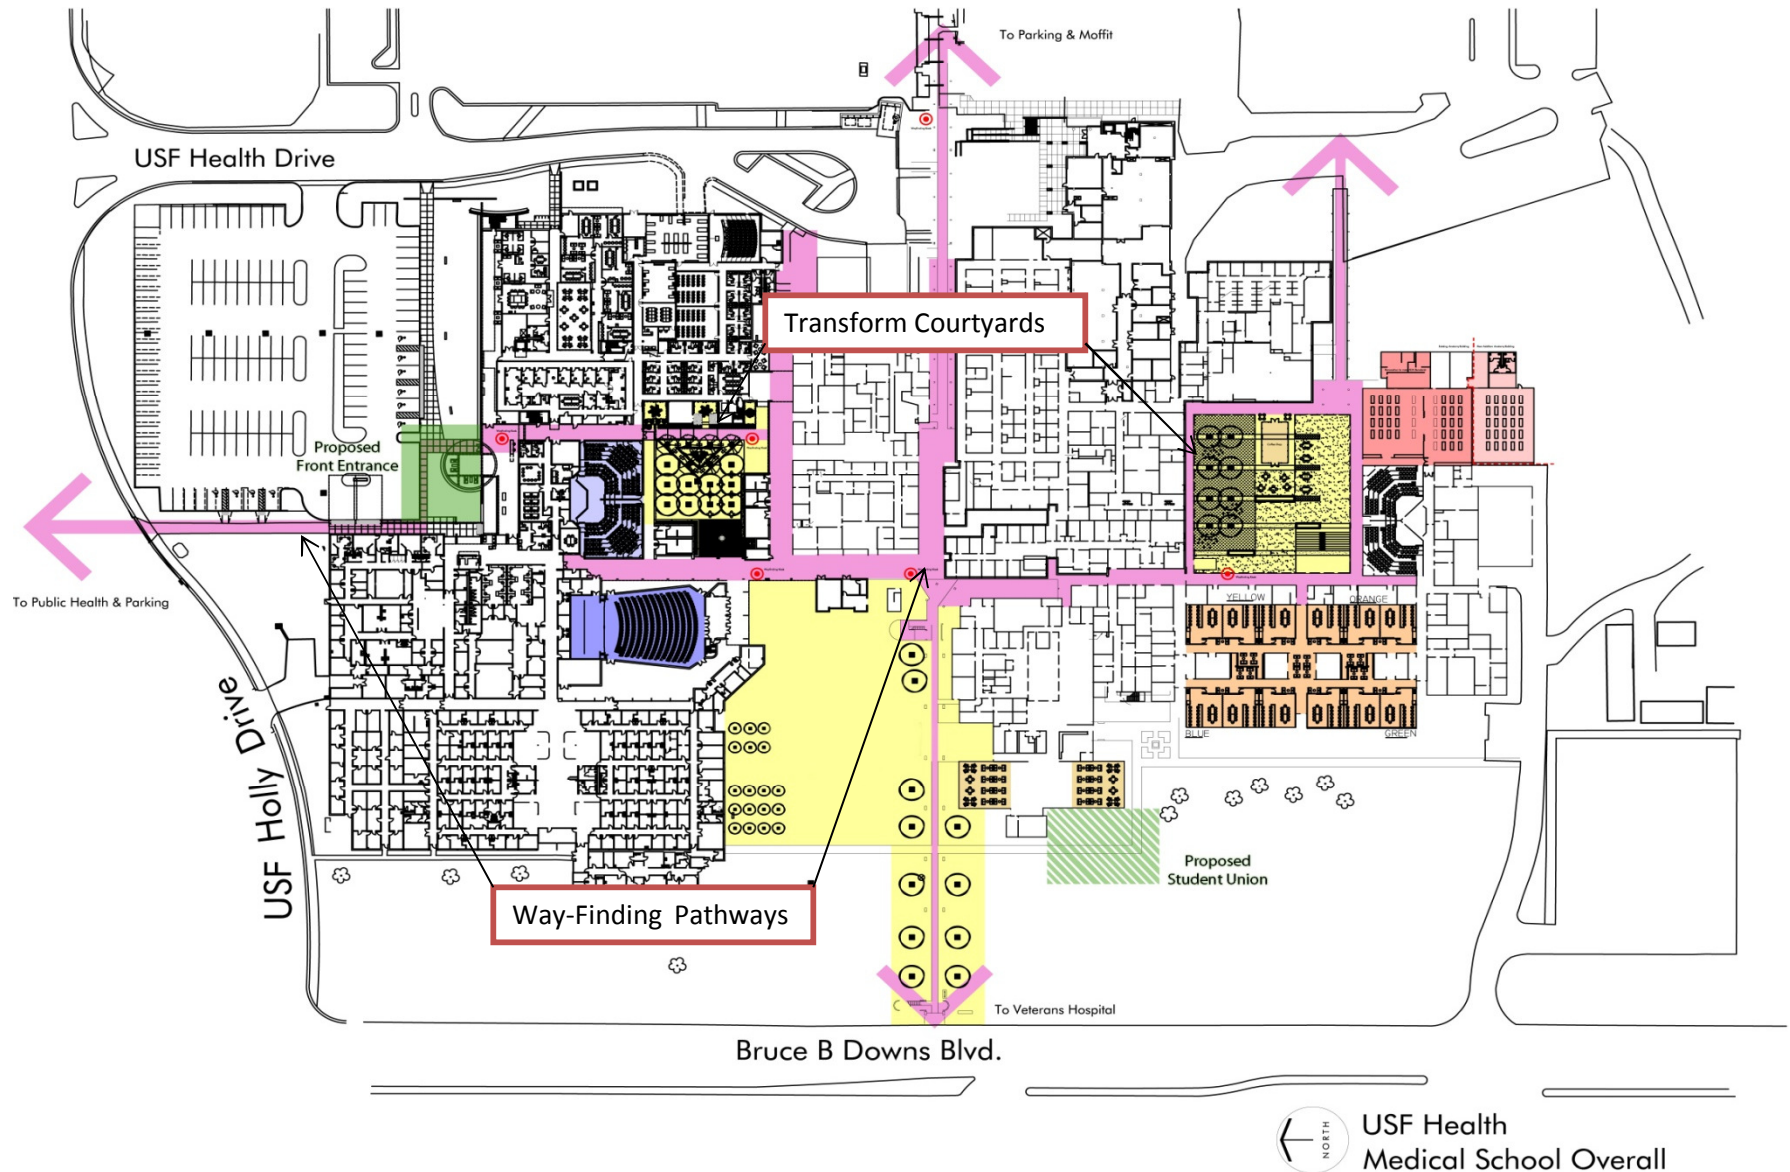 To Parking & Moffit
USF Health Drive
Transform Courtyards
Proposed
Front Entrance
To Public Health & Parking
YELLOW
ORANGE
BLUE
GREEN
USF Holly Drive
Proposed
Student Union
Way-Finding Pathways
To Veterans Hospital
Bruce B Downs Blvd.
NORTH
USF Health
Medical School Overall